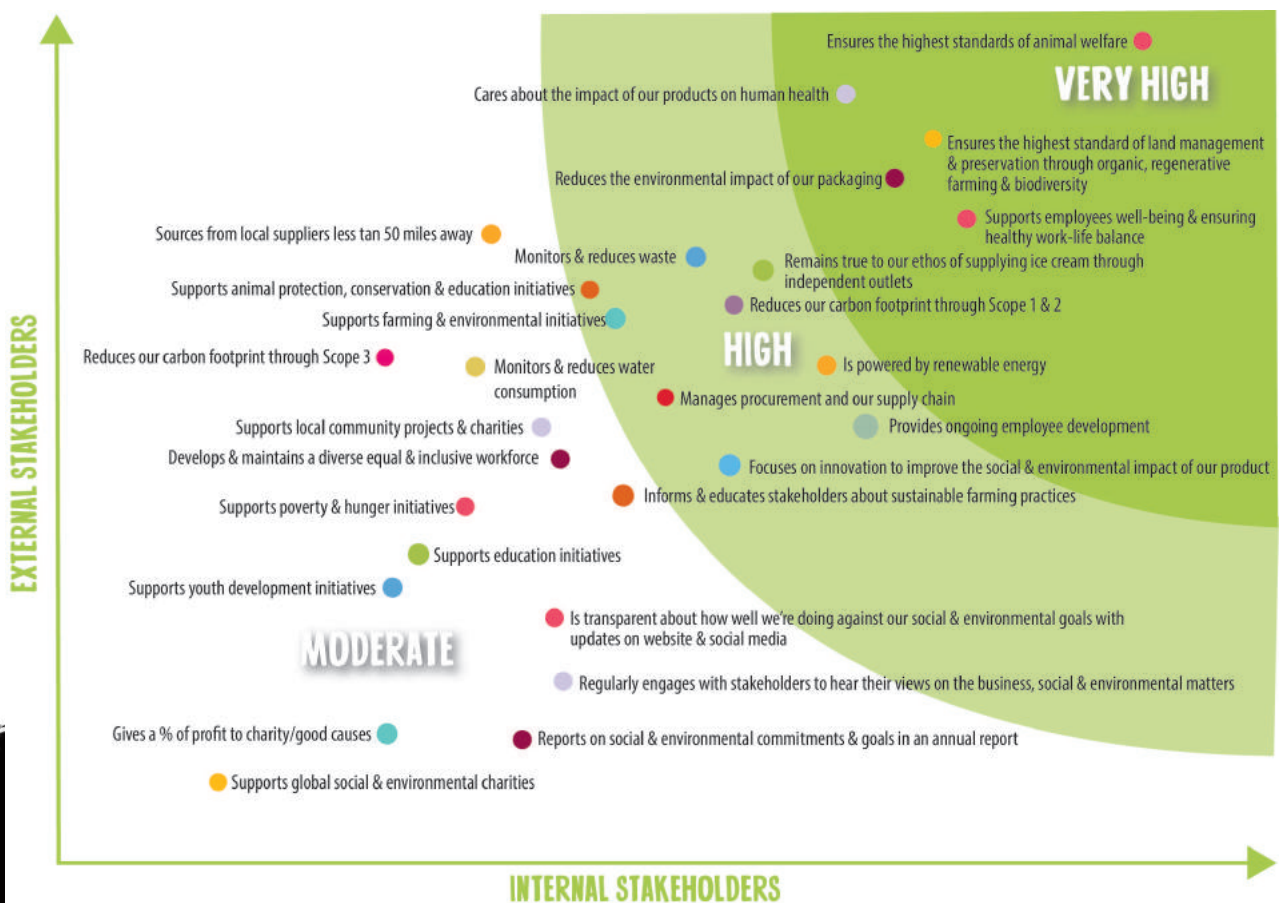 Ensures the highest standards of animal welfare
VERY HIGH
Cares about the impact of our products on human health
Ensures the highest standard of land management
& preservation through organic, regenerative
farming & biodiversity
Reduces the environmental impact of our packaging
Supports employees well-being & ensuring
healthy work-life balance
Sources from local suppliers less tan 50 miles away
Monitors & reduces waste
Remains true to our ethos of supplying ice cream through
independent outlets
Supports animal protection, conservation & education initiatives
Reduces our carbon footprint through Scope 1 & 2
Supports farming & environmental initiatives
HIGH
Reduces our carbon footprint through Scope 3
Monitors & reduces water
consumption
Is powered by renewable energy
Manages procurement and our supply chain
Supports local community projects & charities
Provides ongoing employee development
Develops & maintains a diverse equal & inclusive workforce
Focuses on innovation to improve the social & environmental impact of our product
Informs & educates stakeholders about sustainable farming practices
Supports poverty & hunger initiatives
Supports education initiatives
Supports youth development initiatives
Is transparent about how well we're doing against our social & environmental goals with
updates on website & social media
MODERATE
Regularly engages with stakeholders to hear their views on the business, social & environmental matters
Gives a % of profit to charity/good causes
Reports on social & environmental commitments & goals in an annual report
Supports global social & environmental charities
EXTERNAL STAKEHOLDERS
INTERNAL STAKEHOLDERS